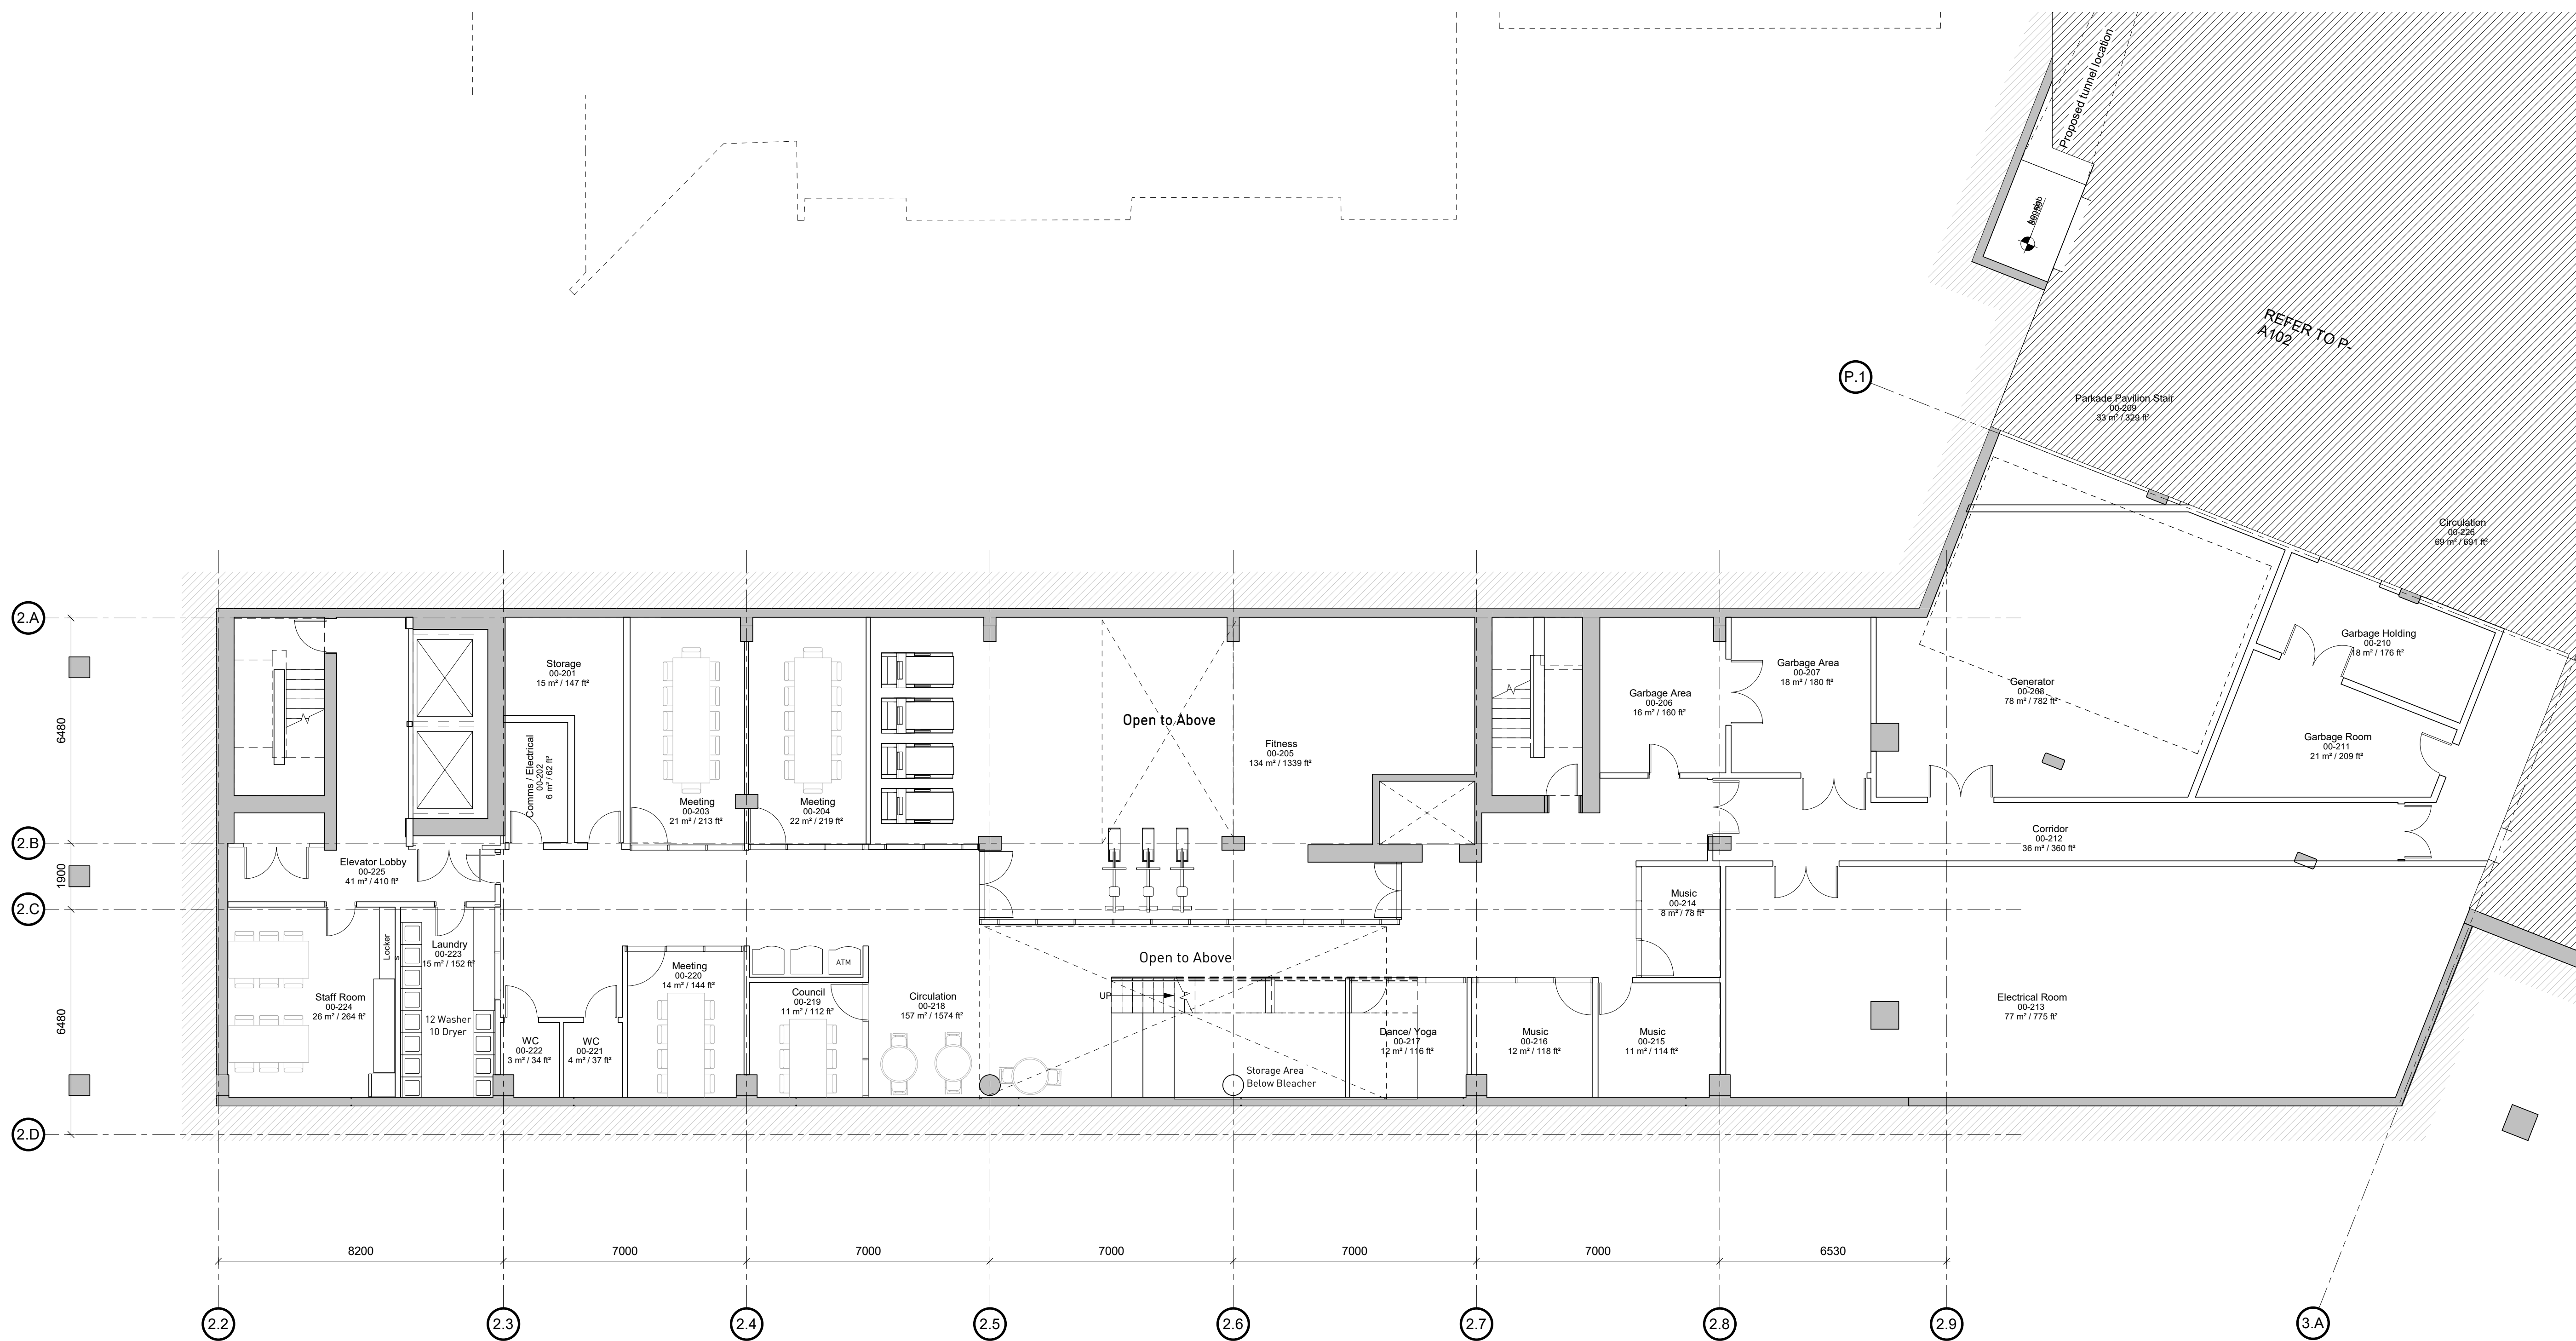 Proposed tunnel location
REFER TO P-
A102
P.1
Parkade Pavilion Stair
00-209
33 m² / 329 ft²
Circulation
00-226
69 m² / 691 ft²
2.A
6480
2.B
1900
2.C
6480
2.D
Storage
00-201
15 m² / 147 ft²
Comms / Electrical
00-202
6 m² / 62 ft²
Meeting
00-203
21 m² / 213 ft²
Meeting
00-204
22 m² / 219 ft²
Open to Above
Fitness
00-205
134 m² / 1339 ft²
Garbage Area
00-206
16 m² / 160 ft²
Garbage Area
00-207
18 m² / 180 ft²
Generator
00-208
78 m² / 782 ft²
Garbage Holding
00-210
18 m² / 176 ft²
Garbage Room
00-211
21 m² / 209 ft²
Corridor
00-212
36 m² / 360 ft²
Elevator Lobby
00-225
41 m² / 410 ft²
Locker
s
Laundry
00-223
15 m² / 152 ft²
12 Washer
10 Dryer
Staff Room
00-224
26 m² / 264 ft²
WC
00-222
3 m² / 34 ft²
WC
00-221
4 m² / 37 ft²
Meeting
00-220
14 m² / 144 ft²
ATM
Council
00-219
11 m² / 112 ft²
Circulation
00-218
157 m² / 1574 ft²
Open to Above
UP
Storage Area
Below Bleacher
Dance/ Yoga
00-217
12 m² / 116 ft²
Music
00-216
12 m² / 118 ft²
Music
00-215
11 m² / 114 ft²
Music
00-214
8 m² / 78 ft²
Electrical Room
00-213
77 m² / 775 ft²
8200
7000
7000
7000
7000
7000
6530
2.2
2.3
2.4
2.5
2.6
2.7
2.8
2.9
3.A